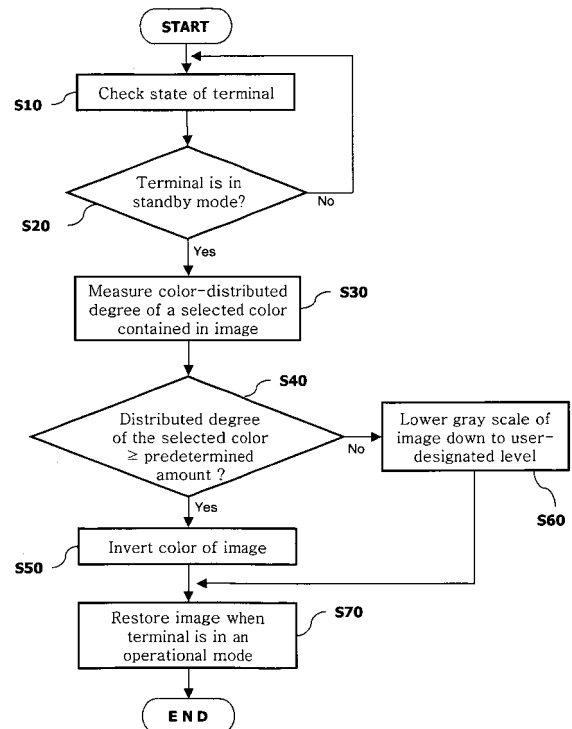 START
S10
Check state of terminal
Terminal is in
standby mode?
No
S20
Yes
Measure color-distributed
degree of a selected color
contained in image
S30
S40
Distributed degree
of the selected color
≥ predetermined
amount ?
No
Lower gray scale of
image down to user-
designated level
S60
Yes
Invert color of image
S50
Restore image when
terminal is in an
operational mode
S70
END